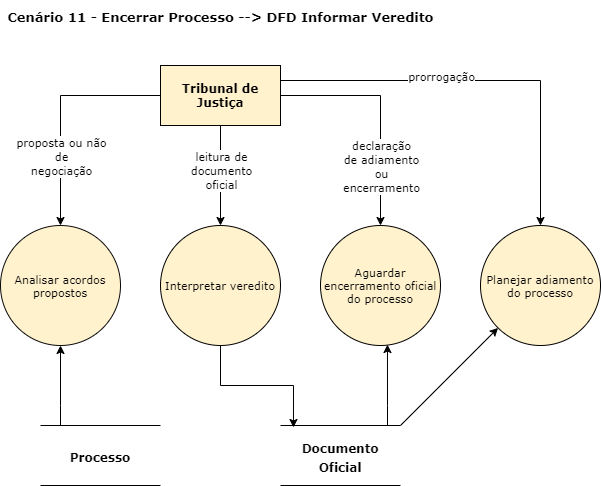 Cenário 11 - Encerrar Processo --> DFD Informar Veredito
Tribunal de
Justiça
prorrogação
proposta ou não
de
negociação
leitura de
documento
oficial
declaração
de adiamento
ou
encerramento
Analisar acordos
propostos
Interpretar veredito
Aguardar
encerramento oficial
do processo
Planejar adiamento
do processo
Processo
Documento
Oficial